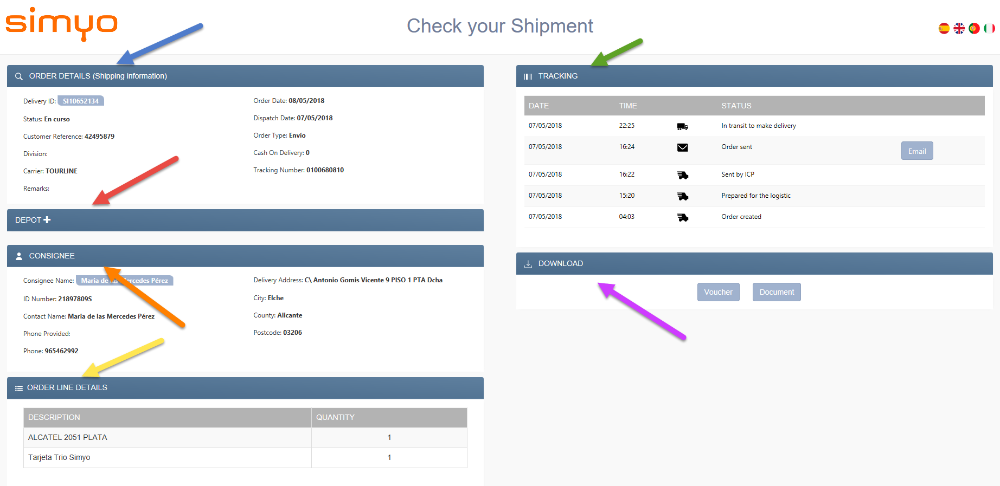 simyo
Check your Shipment
ORDER DETAILS (Shipping information)
Delivery ID: SI10652134
Status: En curso
Customer Reference: 42495879
Division:
Carrier: TOURLINE
Remarks:
Order Date: 08/05/2018
Dispatch Date: 07/05/2018
Order Type: Envío
Cash On Delivery: 0
Tracking Number: 0100680810
DEPOT
CONSIGNEE
Consignee Name: Maria de las Mercedes Pérez
ID Number: 21897809S
Contact Name: Maria de las Mercedes Pérez
Phone Provided:
Phone: 965462992
Delivery Address: C\ Antonio Gomis Vicente 9 PISO 1 PTA Dcha
City: Elche
County: Alicante
Postcode: 03206
ORDER LINE DETAILS
DESCRIPTION QUANTITY
ALCATEL 2051 PLATA 1
Tarjeta Trio Simyo 1
TRACKING
DATE TIME STATUS
07/05/2018 22:25 In transit to make delivery
07/05/2018 16:24 Order sent Email
07/05/2018 16:22 Sent by ICP
07/05/2018 15:20 Prepared for the logistic
07/05/2018 04:03 Order created
DOWNLOAD
Voucher Document